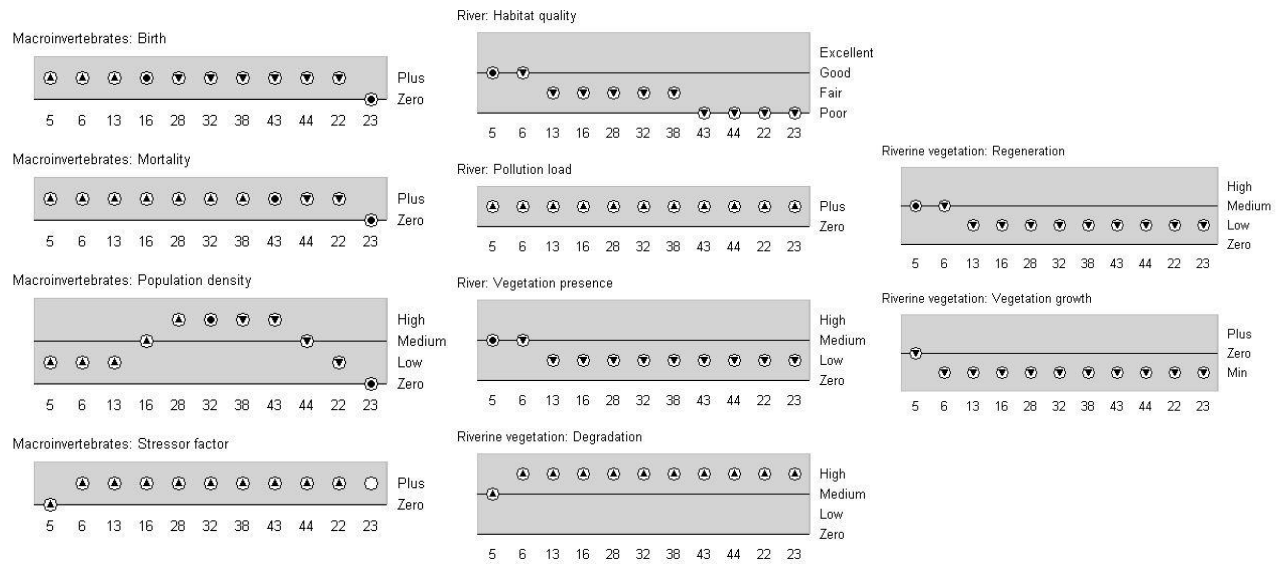 Macroinvertebrates: Birth
Plus
Zero
5 6 13 16 28 32 38 43 44 22 23
Macroinvertebrates: Mortality
Plus
Zero
5 6 13 16 28 32 38 43 44 22 23
Macroinvertebrates: Population density
High
Medium
Low
Zero
5 6 13 16 28 32 38 43 44 22 23
Macroinvertebrates: Stressor factor
Plus
Zero
5 6 13 16 28 32 38 43 44 22 23
River: Habitat quality
Excellent
Good
Fair
Poor
5 6 13 16 28 32 38 43 44 22 23
River: Pollution load
Plus
Zero
5 6 13 16 28 32 38 43 44 22 23
River: Vegetation presence
High
Medium
Low
Zero
5 6 13 16 28 32 38 43 44 22 23
Riverine vegetation: Degradation
High
Medium
Low
Zero
5 6 13 16 28 32 38 43 44 22 23
Riverine vegetation: Regeneration
High
Medium
Low
Zero
5 6 13 16 28 32 38 43 44 22 23
Riverine vegetation: Vegetation growth
Plus
Zero
Min
5 6 13 16 28 32 38 43 44 22 23